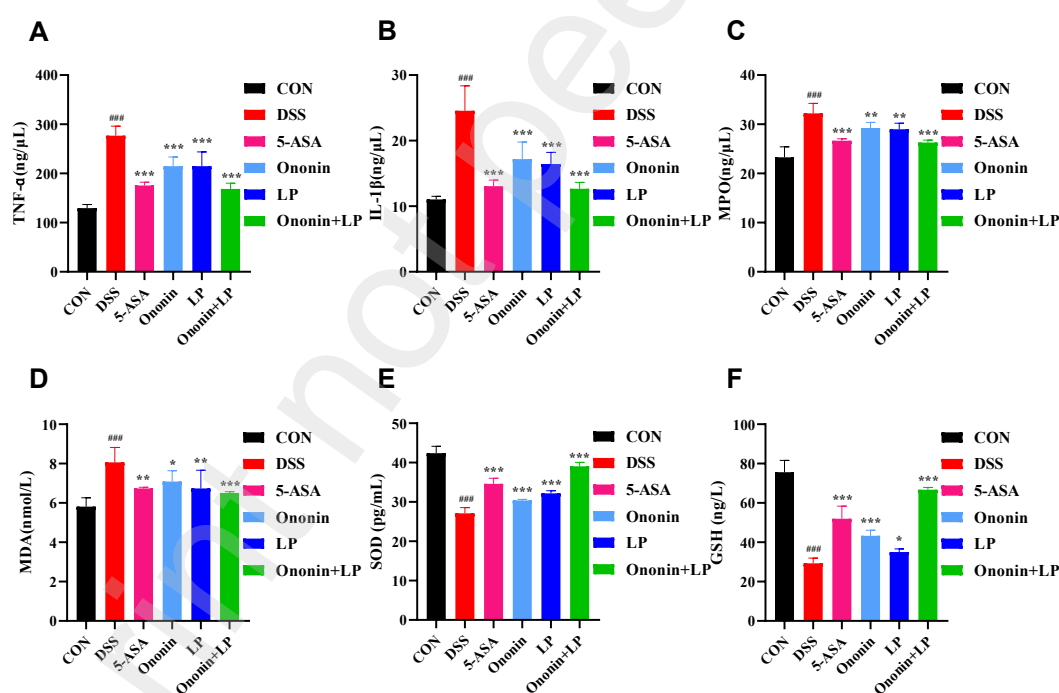 A
TNF-α(ng/μL)
400
300
200
100
0
###
***
***
***
***
CON
DSS
5-ASA
Ononin
LP
Ononin+LP
CON
DSS
5-ASA
Ononin
LP
Ononin+LP
B
IL-1β(ng/μL)
30
20
10
0
###
***
***
***
***
CON
DSS
5-ASA
Ononin
LP
Ononin+LP
CON
DSS
5-ASA
Ononin
LP
Ononin+LP
C
MPO(ng/μL)
40
30
20
10
0
###
***
**
**
***
CON
DSS
5-ASA
Ononin
LP
Ononin+LP
CON
DSS
5-ASA
Ononin
LP
Ononin+LP
D
MDA(nmol/L)
10
8
6
4
2
0
###
**
*
**
***
CON
DSS
5-ASA
Ononin
LP
Ononin+LP
CON
DSS
5-ASA
Ononin
LP
Ononin+LP
E
SOD (pg/mL)
50
40
30
20
10
0
###
***
***
***
***
CON
DSS
5-ASA
Ononin
LP
Ononin+LP
CON
DSS
5-ASA
Ononin
LP
Ononin+LP
F
GSH (ng/L)
100
80
60
40
20
0
###
***
***
*
***
CON
DSS
5-ASA
Ononin
LP
Ononin+LP
CON
DSS
5-ASA
Ononin
LP
Ononin+LP
rint not pee